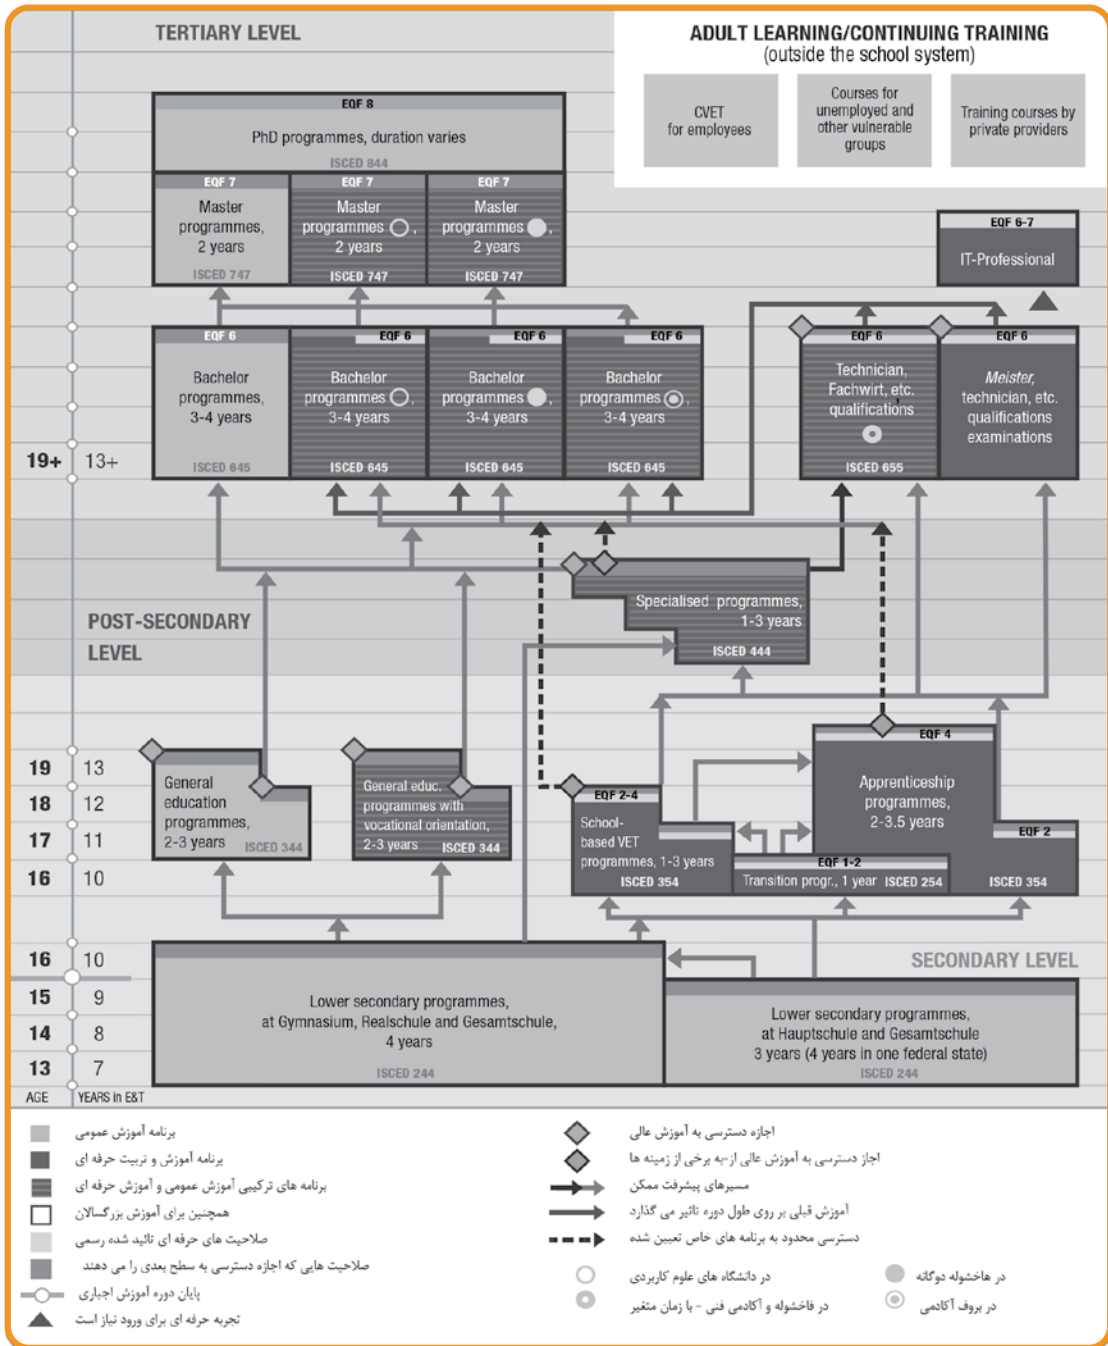 TERTIARY LEVEL
ADULT LEARNING/CONTINUING TRAINING
(outside the school system)
CVET
for employees
Courses for
unemployed and
other vulnerable
groups
Training courses by
private providers
EQF 8
PhD programmes, duration varies
ISCED 844
EQF 7
Master
programmes,
2 years
ISCED 747
EQF 7
Master
programmes ,
2 years
ISCED 747
EQF 7
Master
programmes ,
2 years
ISCED 747
EQF 6-7
IT-Professional
EQF 6
Bachelor
programmes,
3-4 years
ISCED 645
EQF 6
Bachelor
programmes ,
3-4 years
ISCED 645
EQF 6
Bachelor
programmes ,
3-4 years
ISCED 645
EQF 6
Bachelor
programmes ,
3-4 years
ISCED 645
EQF 6
Technician,
Fachwirt, etc.
qualifications
ISCED 655
EQF 6
Meister,
technician, etc.
qualifications
examinations
19+ 13+
POST-SECONDARY
LEVEL
Specialised programmes,
1-3 years
ISCED 444
19 13
18 12
17 11
16 10
General
education
programmes,
2-3 years
ISCED 344
General educ.
programmes with
vocational orientation,
2-3 years
ISCED 344
EQF 2-4
School-
based VET
programmes, 1-3 years
ISCED 354
EQF 1-2
Transition progr., 1 year ISCED 254
EQF 4
Apprenticeship
programmes,
2-3.5 years
EQF 2
ISCED 354
SECONDARY LEVEL
16 10
15 9
14 8
13 7
AGE YEARS in E&T
Lower secondary programmes,
at Gymnasium, Realschule and Gesamtschule,
4 years
ISCED 244
Lower secondary programmes,
at Hauptschule and Gesamtschule
3 years (4 years in one federal state)
ISCED 244
برنامه آموزش عمومی
برنامه آموزش و تربیت حرفه ای
برنامه های ترکیبی آموزش عمومی و آموزش حرفه ای
همچنین برای آموزش بزرگسالان
صلاحیت های حرفه ای تائید شده رسمی
صلاحیت هایی که اجازه دسترسی به سطح بعدی را می دهند
پایان دوره آموزش اجباری
تجربه حرفه ای برای ورود نیاز است
اجازه دسترسی به آموزش عالی
اجاز دسترسی به آموزش عالی از-به برخی از زمینه ها
مسیرهای پیشرفت ممکن
آموزش قبلی بر روی طول دوره تاثیر می گذارد
دسترسی محدود به برنامه های خاص تعیین شده
در دانشگاه های علوم کاربردی
در هاخشوله دوگانه
در فاخشوله و آکادمی فنی - با زمان متغیر
در بروف آکادمی